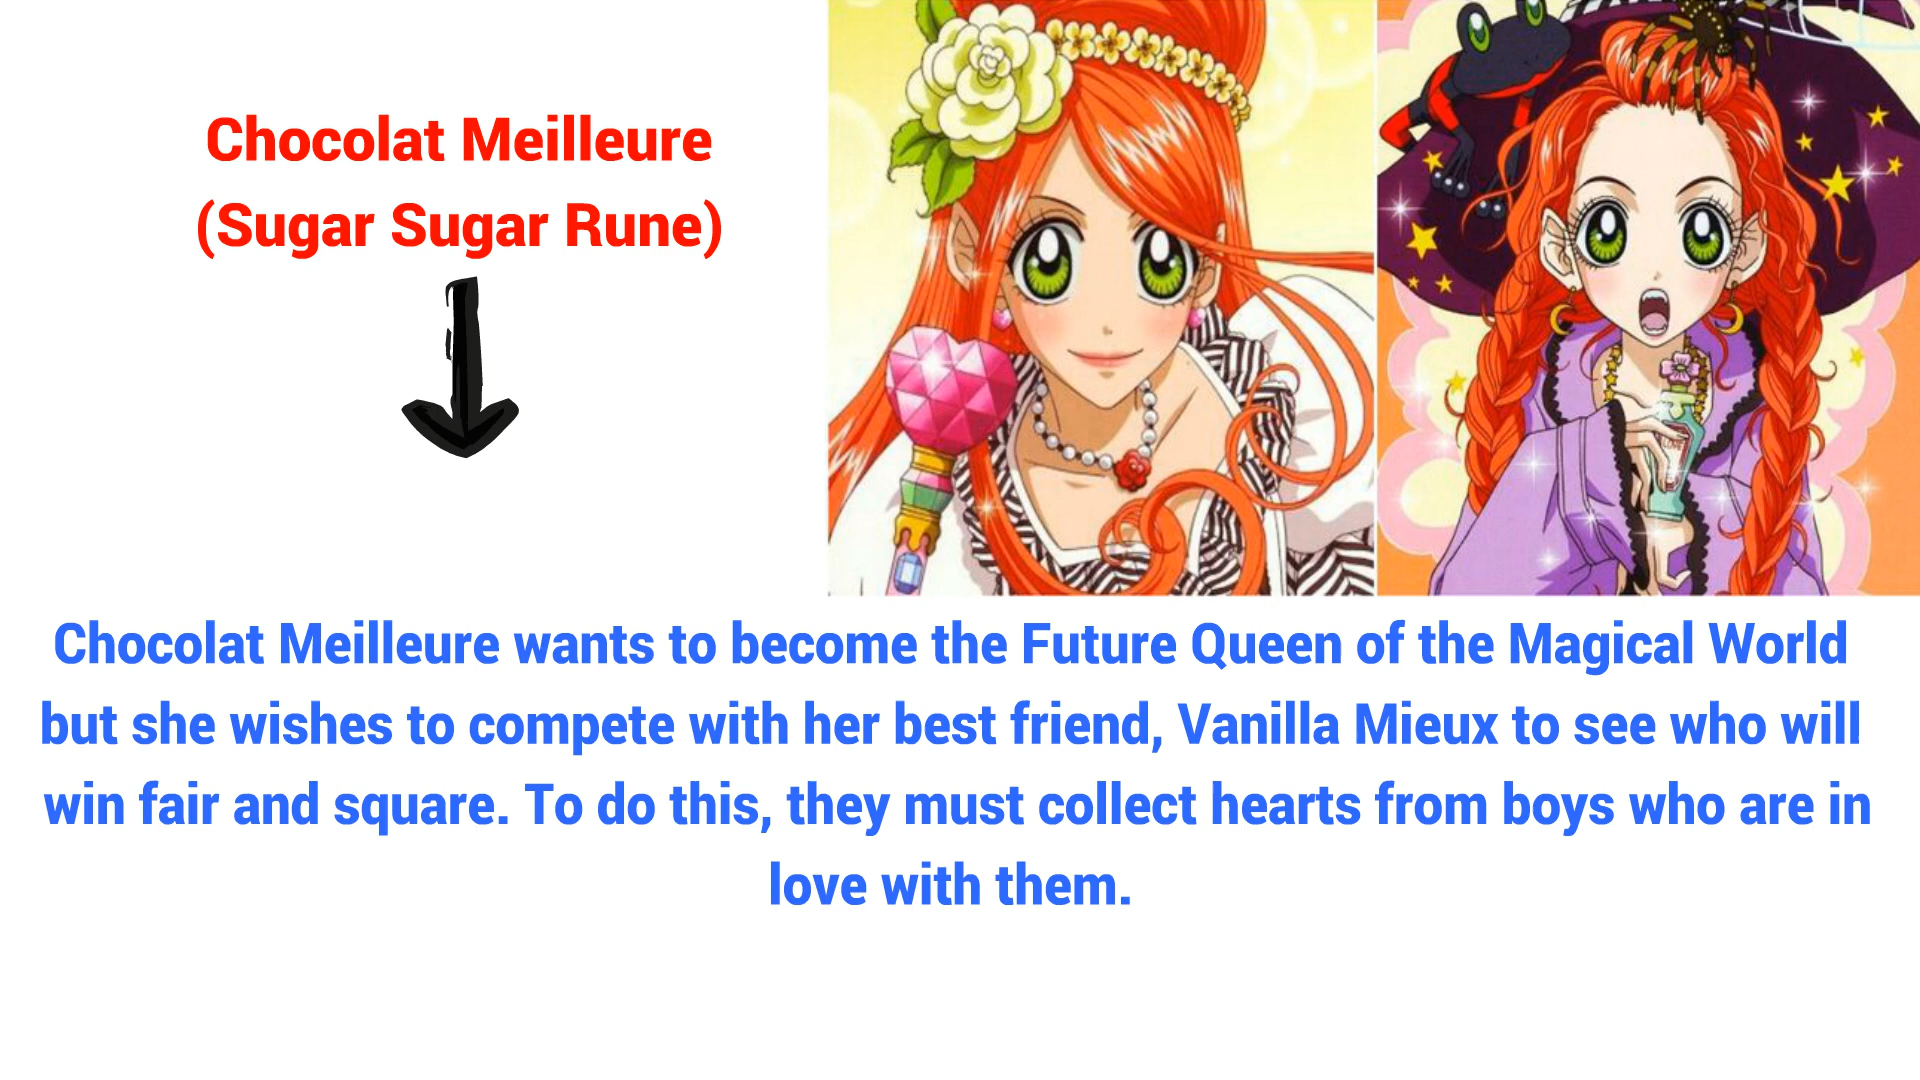 Chocolat Meilleure
(Sugar Sugar Rune)
Chocolat Meilleure wants to become the Future Queen of the Magical World
but she wishes to compete with her best friend, Vanilla Mieux to see who will
win fair and square. To do this, they must collect hearts from boys who are in
love with them.